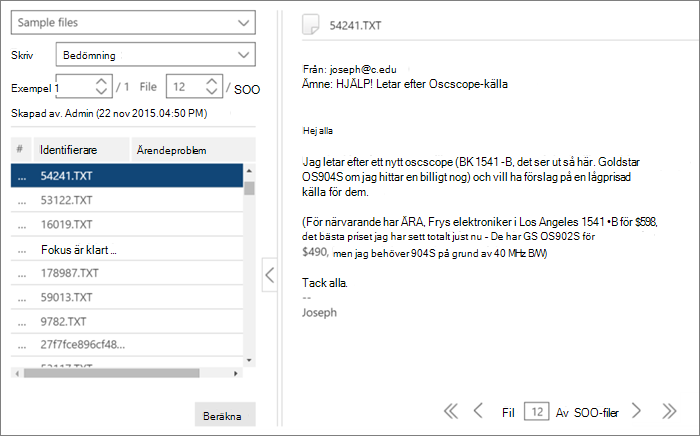 Sample files
Skriv Bedömning
Exempel 1 / 1 File 12 / SOO
Skapad av. Admin (22 nov 2015.04:50 PM)
# Identifierare Ärendeproblem
... 54241.TXT
... 53122.TXT
... 16019.TXT
Fokus är klart ...
... 178987.TXT
... 59013.TXT
... 9782.TXT
... 27f7fce896cf48...
... 53117.TXT
Beräkna
54241.TXT
Från: joseph@c.edu
Ämne: HJÄLP! Letar efter Oscscope-källa
Hej alla
Jag letar efter ett nytt oscscope (BK 1541 -B, det ser ut så här. Goldstar
OS904S om jag hittar en billigt nog) och vill ha förslag på en lågprisad
källa för dem.
(För närvarande har ÄRA, Frys elektroniker i Los Angeles 1541 •B för $598,
det bästa priset jag har sett totalt just nu - De har GS OS902S för
$490, men jag behöver 904S på grund av 40 MHz B/W)
Tack alla.
--
Joseph
Fil 12 Av SOO-filer